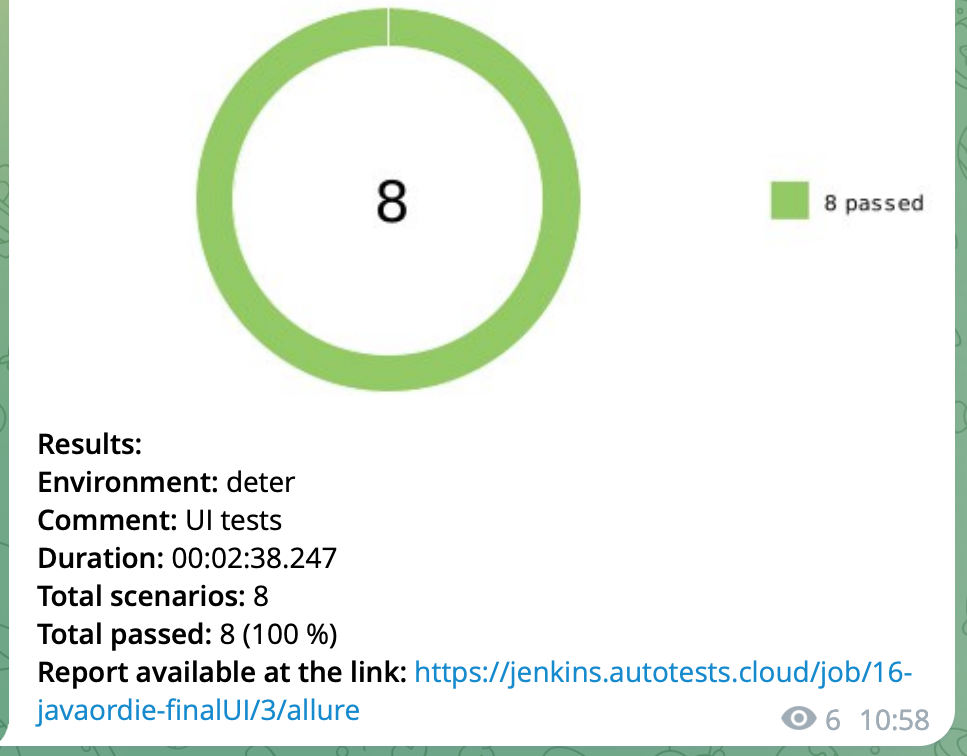 8
8 passed
Results:
Environment: deter
Comment: UI tests
Duration: 00:02:38.247
Total scenarios: 8
Total passed: 8 (100 %)
Report available at the link: https://jenkins.autotests.cloud/job/16-
javaordie-finalUI/3/allure
6 10:58